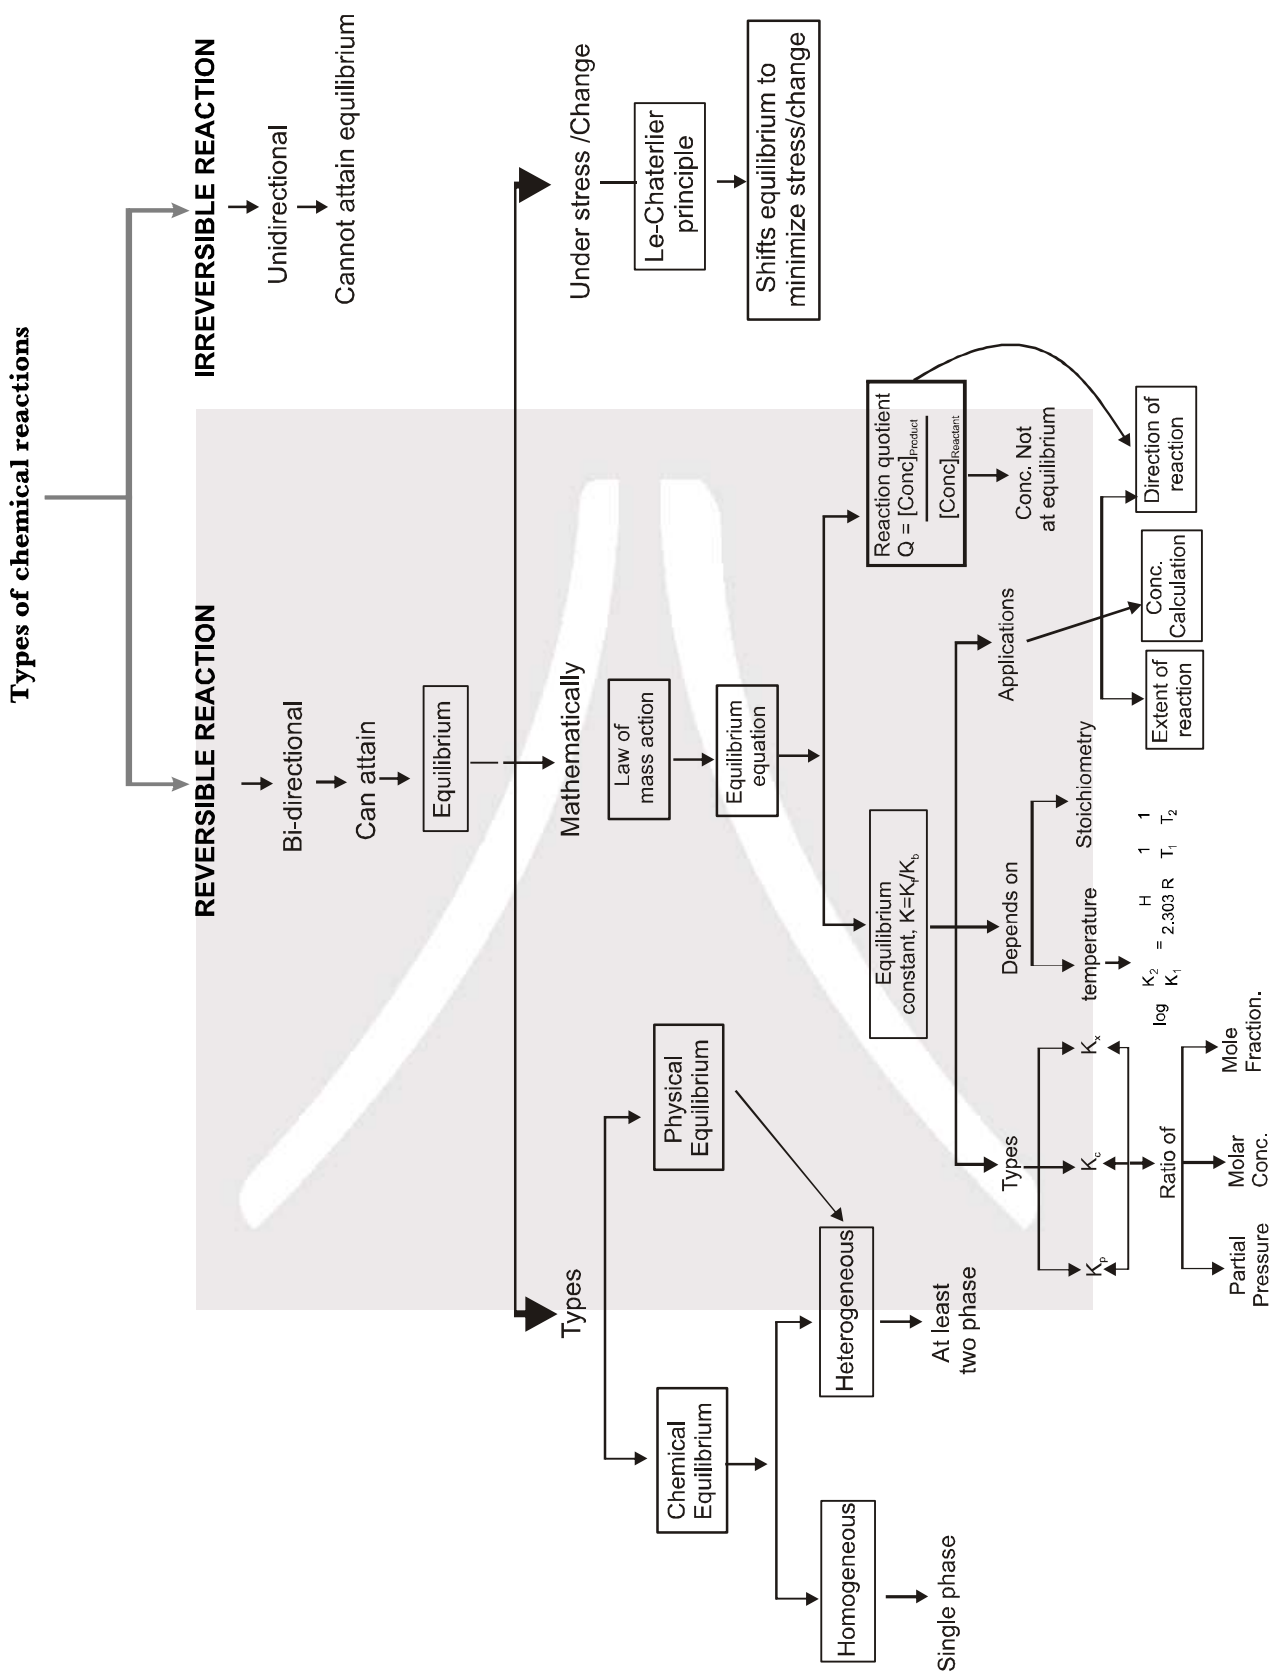 Types of chemical reactions
REVERSIBLE REACTION
IRREVERSIBLE REACTION
Bi-directional
Unidirectional
Can attain
Cannot attain equilibrium
Equilibrium
Types
Mathematically
Under stress /Change
Law of
mass action
Le-Chaterlier
principle
Chemical
Equilibrium
Physical
Equilibrium
Equilibrium
equation
Shifts equilibrium to
minimize stress/change
Homogeneous
Heterogeneous
Equilibrium
constant, K=Kf/Kb
Reaction quotient
Q = [Conc]Product
[Conc]Reactant
Single phase
At least
two phase
Types
Depends on
Applications
Conc. Not
at equilibrium
Kp
Kc
Kx
temperature
Stoichiometry
Ratio of
log K2 / K1 = H / 2.303 R 1 / T1 1 / T2
Extent of
reaction
Conc.
Calculation
Direction of
reaction
Partial
Pressure
Molar
Conc.
Mole
Fraction.